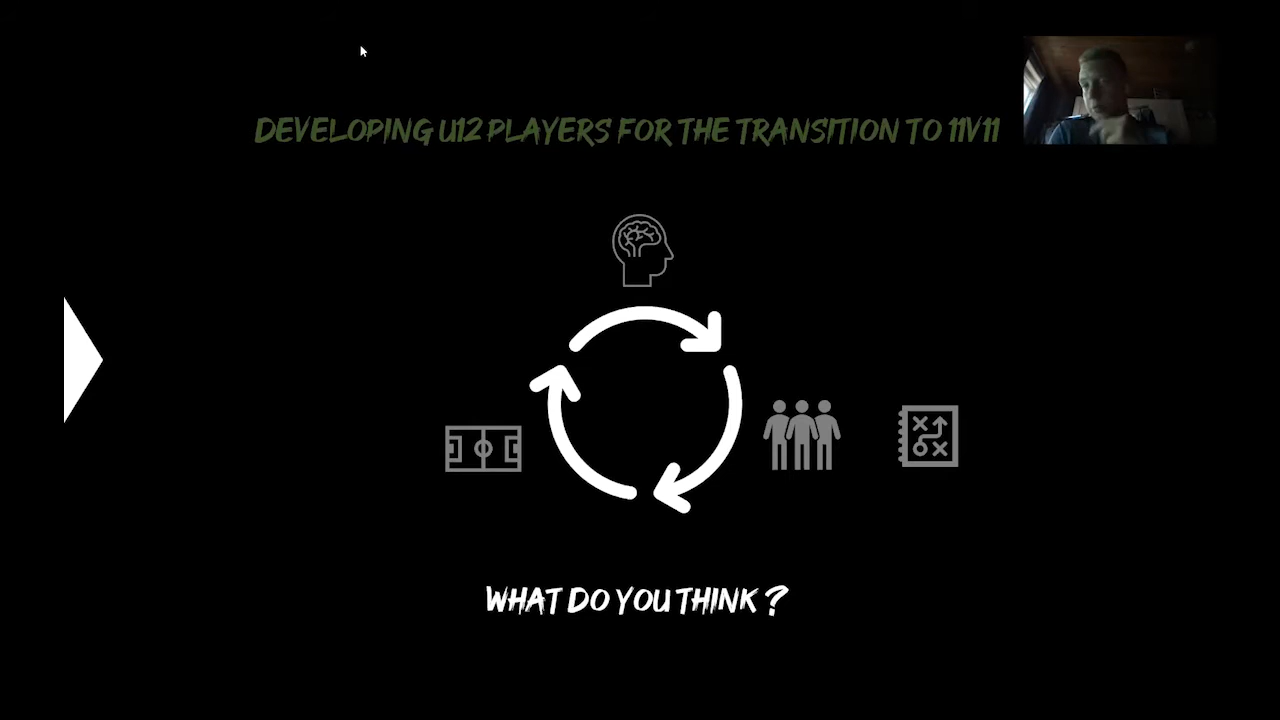 DEVELOPING U12 PLAYERS FOR THE TRANSITION TO 11V11
WHAT DO YOU THINK ?